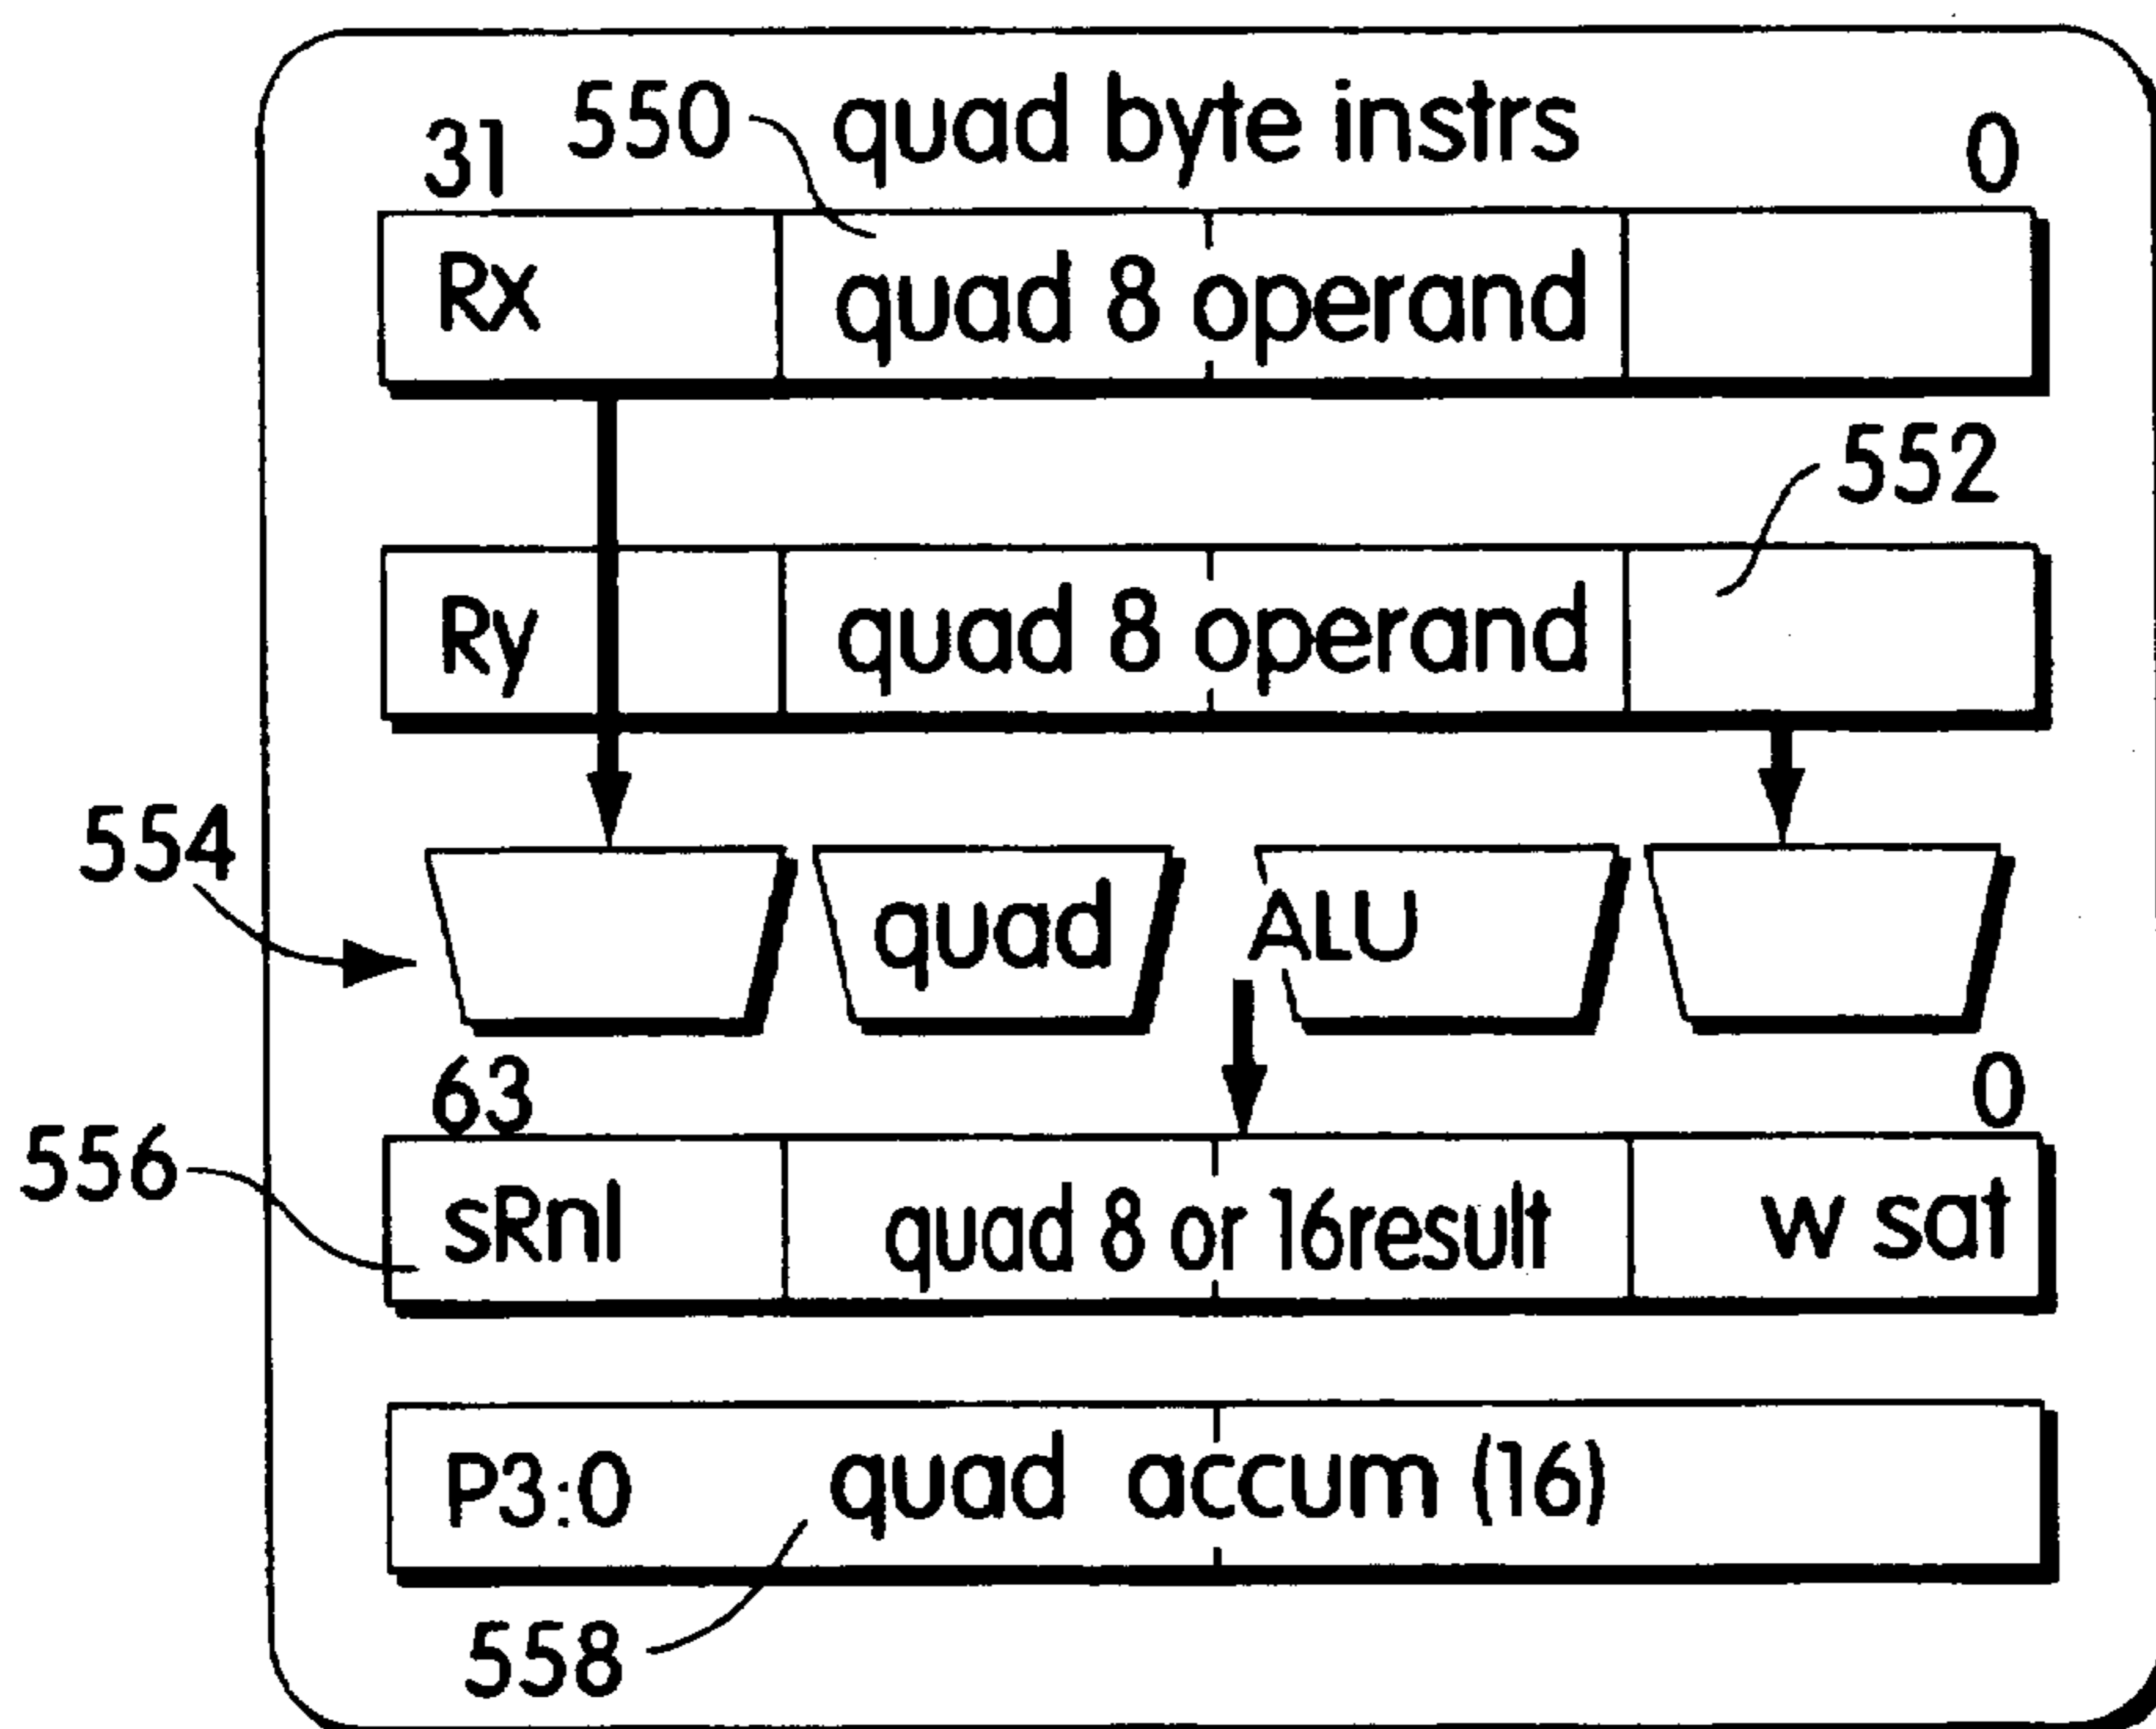 550 quad byte instrs
31 0
Rx quad 8 operand
552
Ry quad 8 operand
554
quad ALU
63 0
556
sRnl quad 8 or 16result w sat
P3:0 quad accum (16)
558